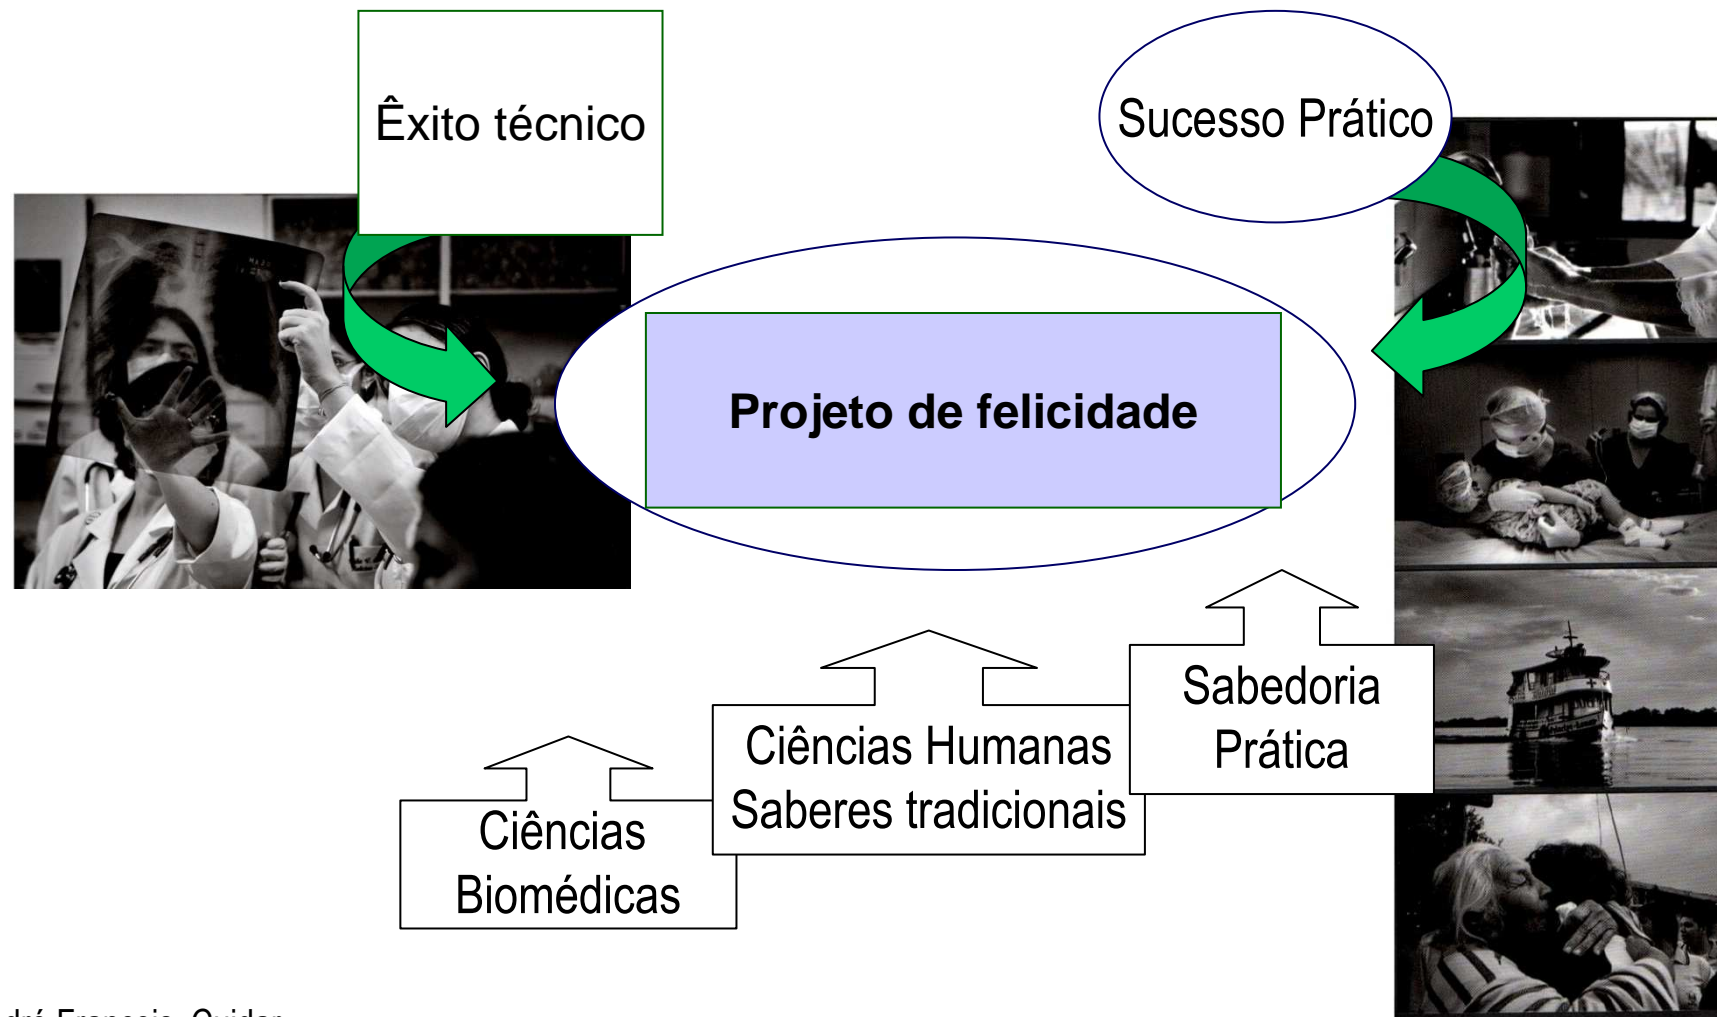 Êxito técnico
Sucesso Prático
Projeto de felicidade
Sabedoria
Prática
Ciências Humanas
Saberes tradicionais
Ciências
Biomédicas